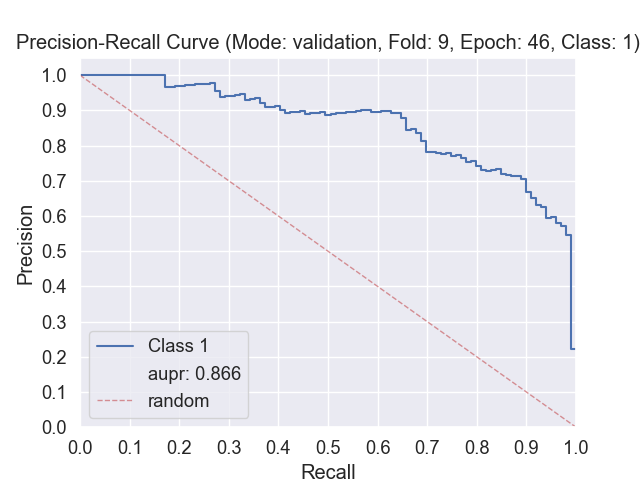 Precision-Recall Curve (Mode: validation, Fold: 9, Epoch: 46, Class: 1)
1.0
0.9
0.8
0.7
0.6
0.5
0.4
0.3
0.2
0.1
0.0
Precision
Class 1
aupr: 0.866
random
0.0 0.1 0.2 0.3 0.4 0.5 0.6 0.7 0.8 0.9 1.0
Recall